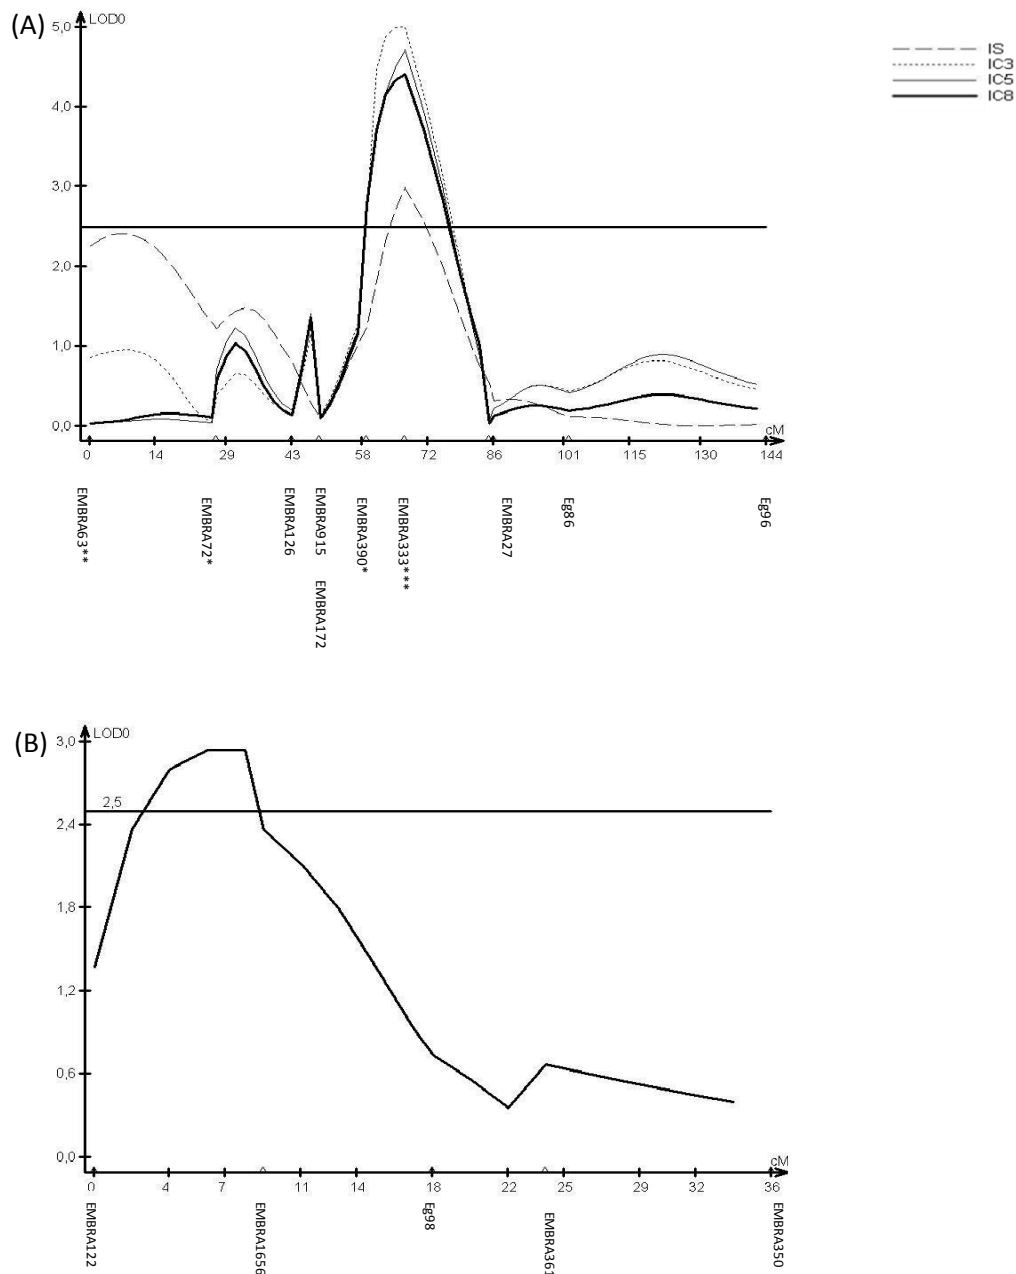 (A)
LOD0
5,0
4,0
3,0
2,0
1,0
0,0
cM
0 14 29 43 58 72 86 101 115 130 144
EMBRA63**
EMBRA72*
EMBRA126
EMBRA915
EMBRA172
EMBRA390*
EMBRA333***
EMBRA27
Eg86
Eg96
IS
IC3
IC5
IC8
(B)
LOD0
3,0
2,5
2,4
1,8
1,2
0,6
0,0
cM
0 4 7 11 14 18 22 25 29 32 36
EMBRA122
EMBRA1656
Eg98
EMBRA361
EMBRA350